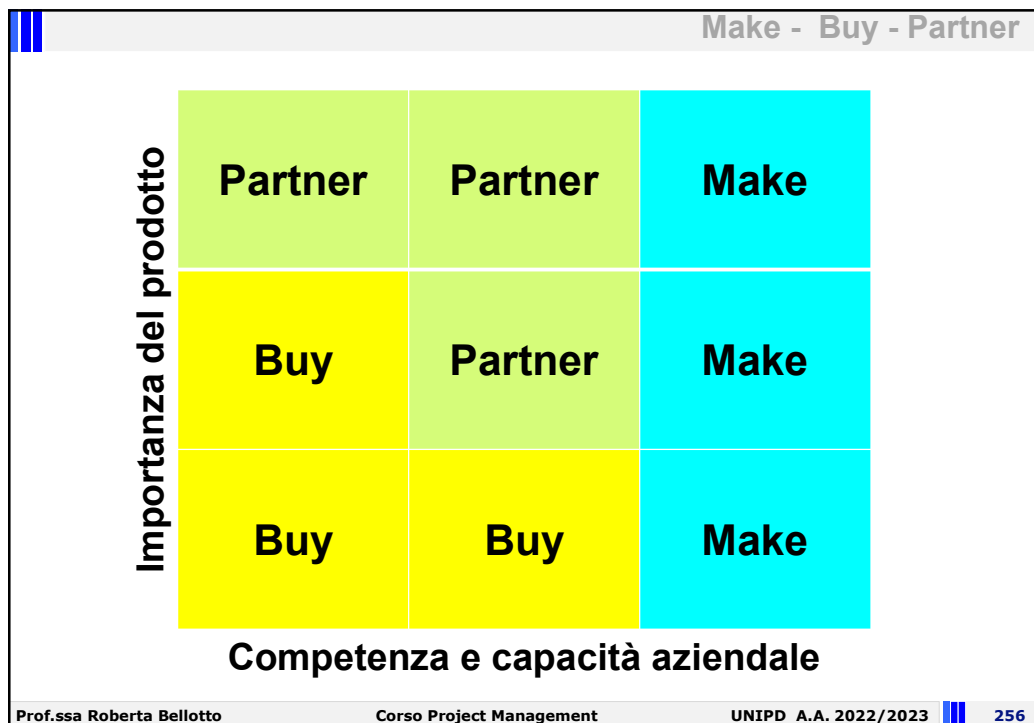 Make - Buy - Partner
Importanza del prodotto
Partner Partner Make
Buy Partner Make
Buy Buy Make
Competenza e capacità aziendale
Prof.ssa Roberta Bellotto Corso Project Management UNIPD A.A. 2022/2023 256